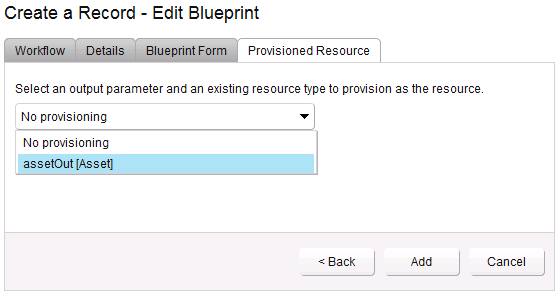 Create a Record - Edit Blueprint
Workflow Details Blueprint Form Provisioned Resource
Select an output parameter and an existing resource type to provision as the resource.
No provisioning
No provisioning
assetOut [Asset]
< Back Add Cancel